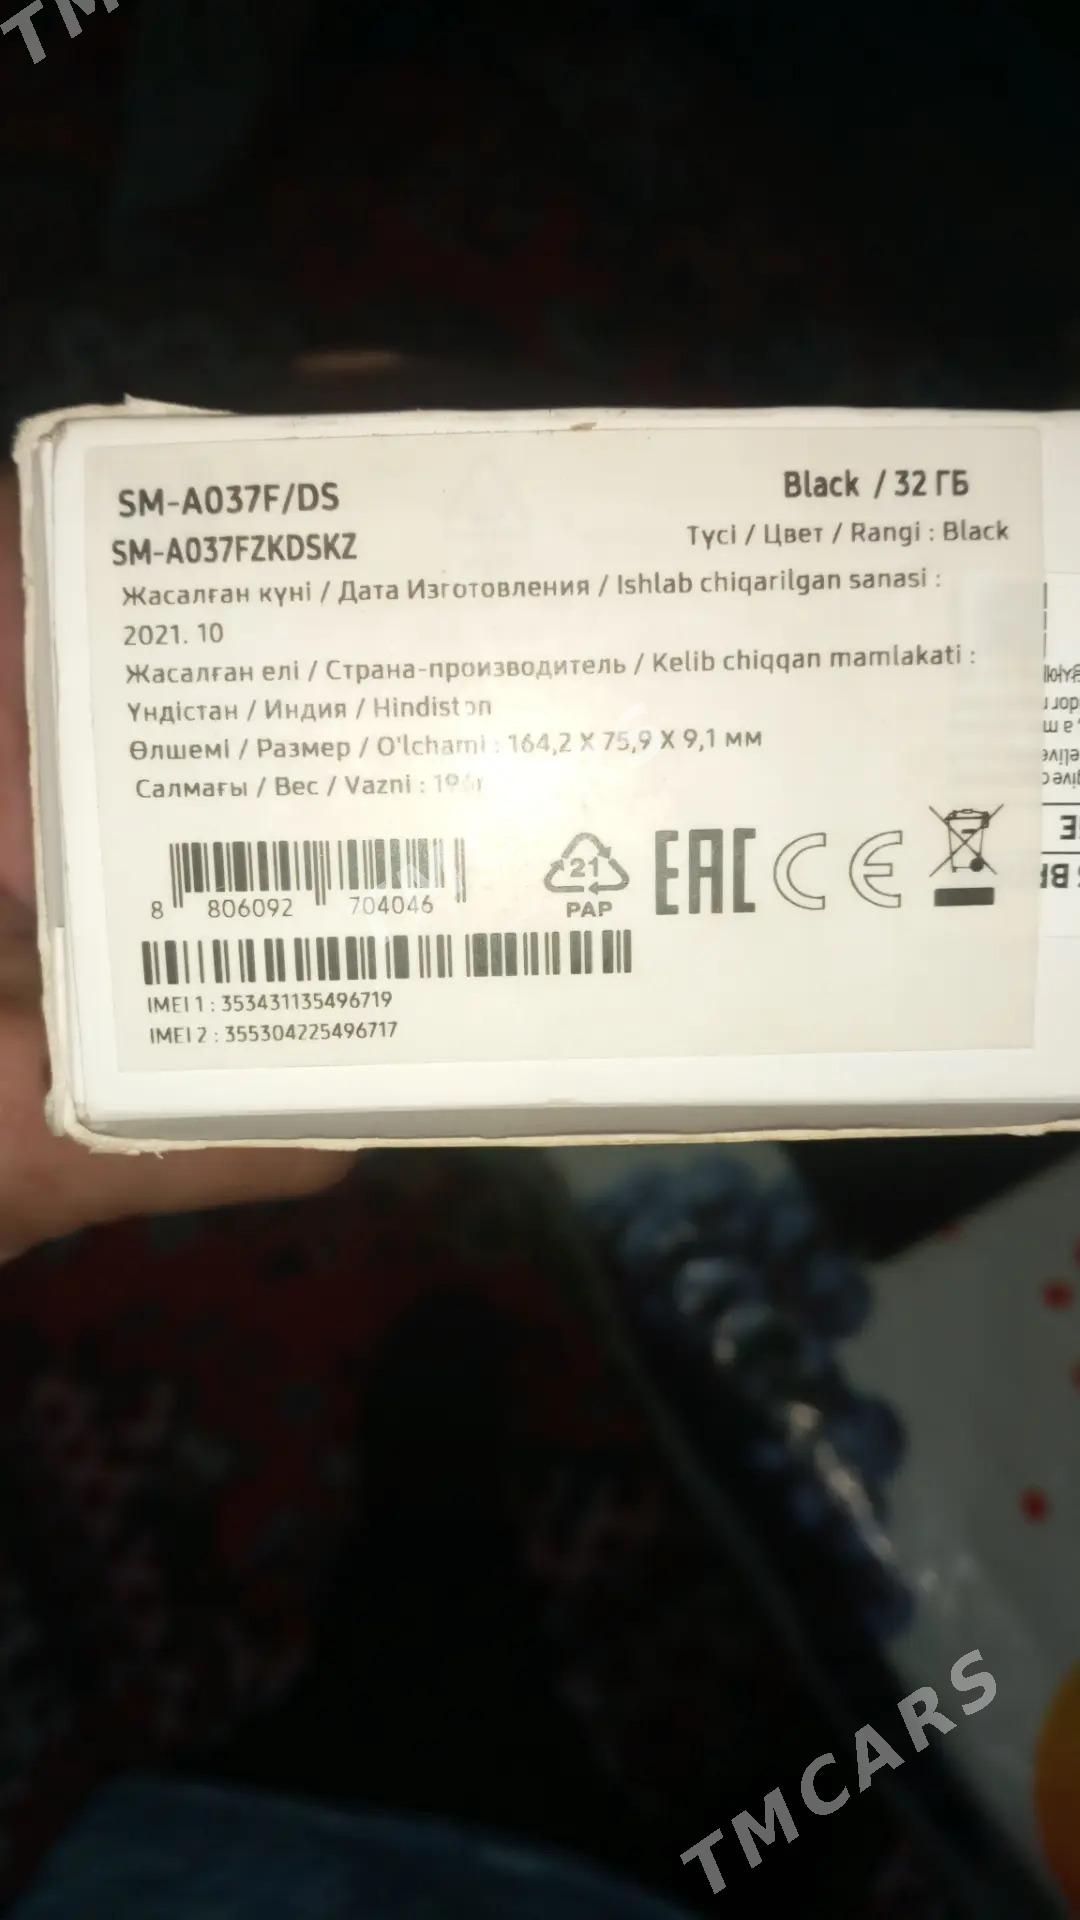 SM-A037F/DS
Black / 32 ГБ
SM-A037FZKDSKZ
Түсі / Цвет / Rangi : Black
Жасалған күні / Дата Изготовления / Ishlab chiqarilgan sanasi :
2021. 10
Жасалған елі / Страна-производитель / Kelib chiqqan mamlakati :
Үндістан / Индия / Hindiston
Өлшемі / Размер / O'lchami : 164,2 X 75,9 X 9,1 мм
Салмағы / Вес / Vazni :
8 806092 704046
21
PAP
EAC
CE
IMEI 1 : 353431135496719
IMEI 2 : 355304225496717
TMCARS